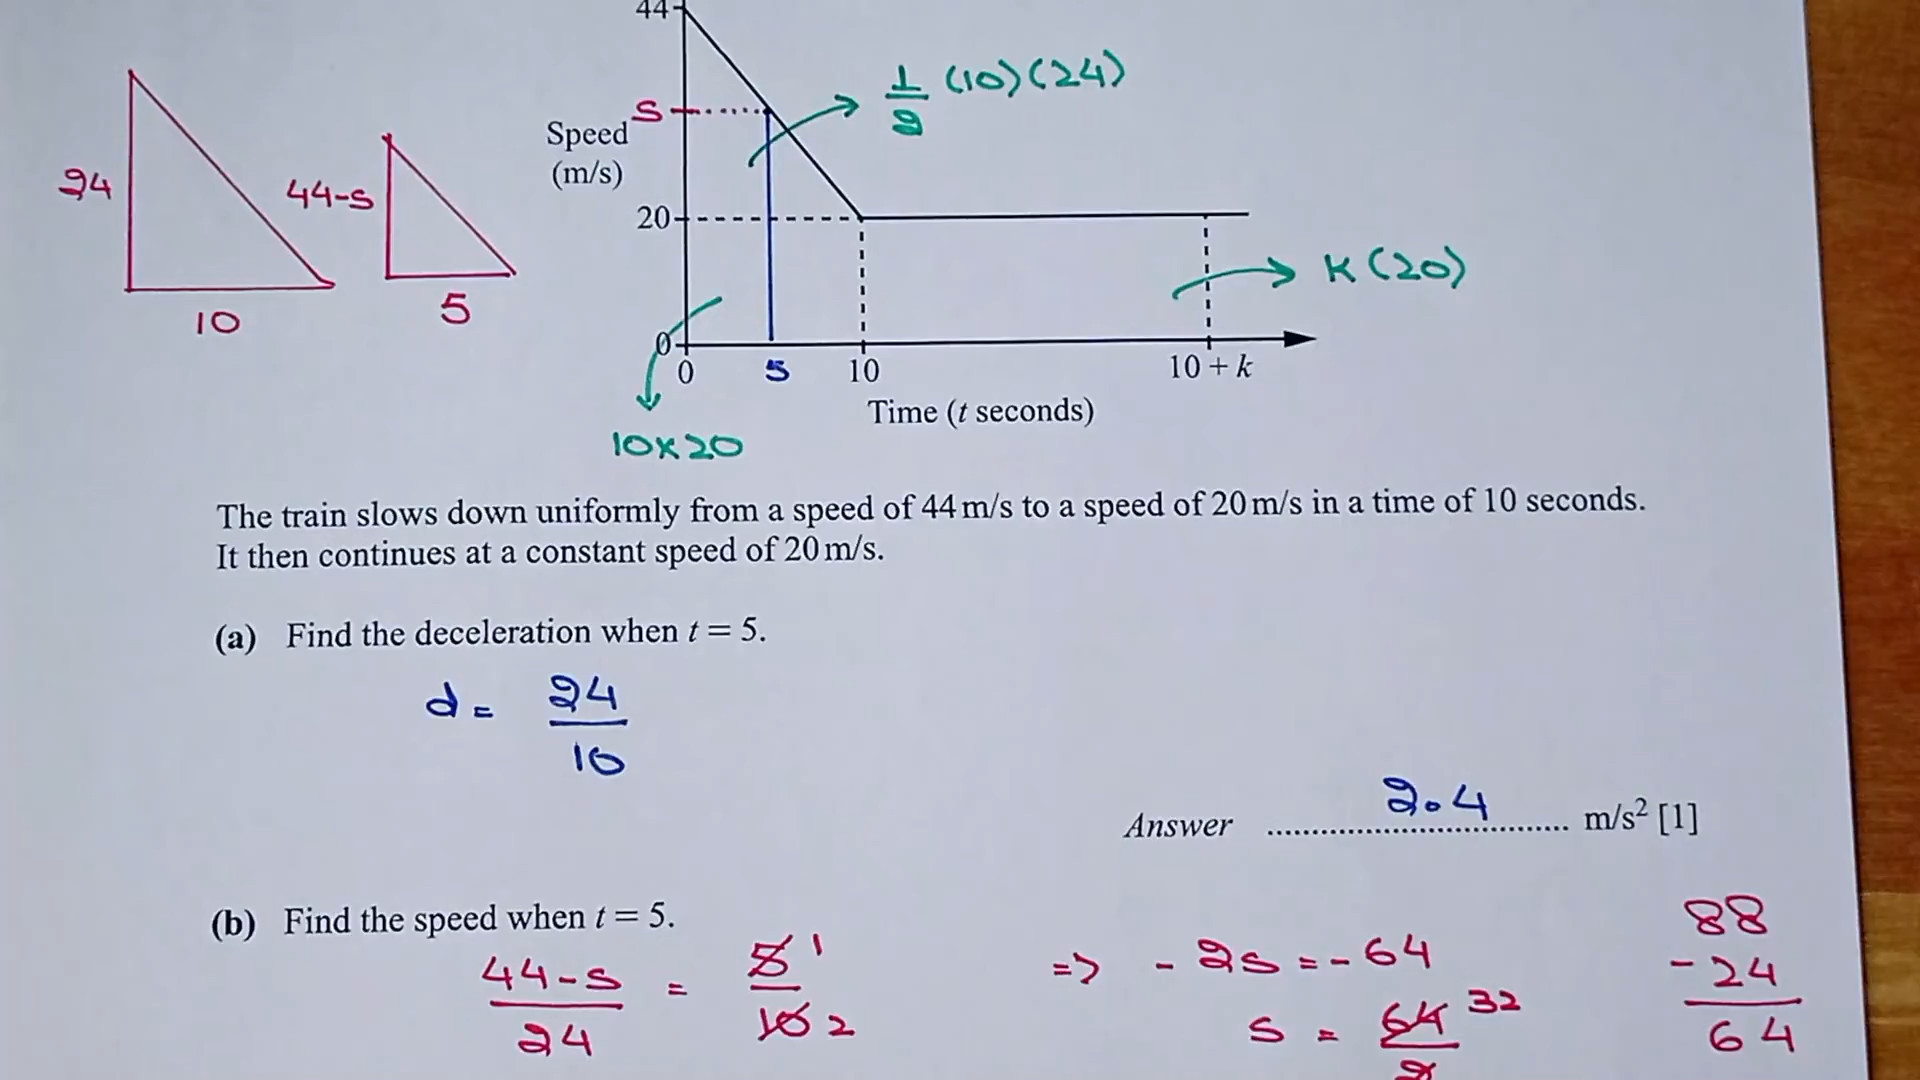 44
1/2 (10)(24)
S
Speed
(m/s)
24
44-s
20
K(20)
10
5
0
0
5
10
10 + k
Time (t seconds)
10×20
The train slows down uniformly from a speed of 44 m/s to a speed of 20 m/s in a time of 10 seconds.
It then continues at a constant speed of 20 m/s.
(a) Find the deceleration when t = 5.
d = 24/10
2.4
Answer .............................. m/s² [1]
(b) Find the speed when t = 5.
44-s/24 = 5/10 1 2
=> - 2s = - 64
s = 64/2 32
88
- 24
64